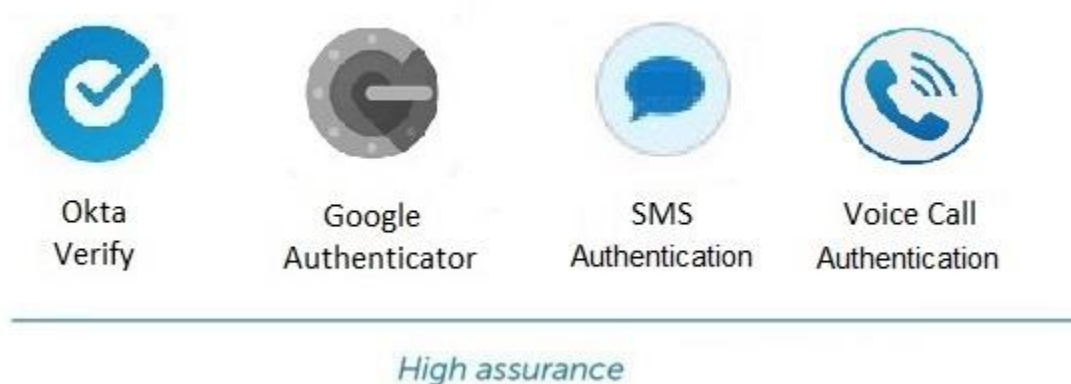 Okta
Verify
Google
Authenticator
SMS
Authentication
Voice Call
Authentication
High assurance